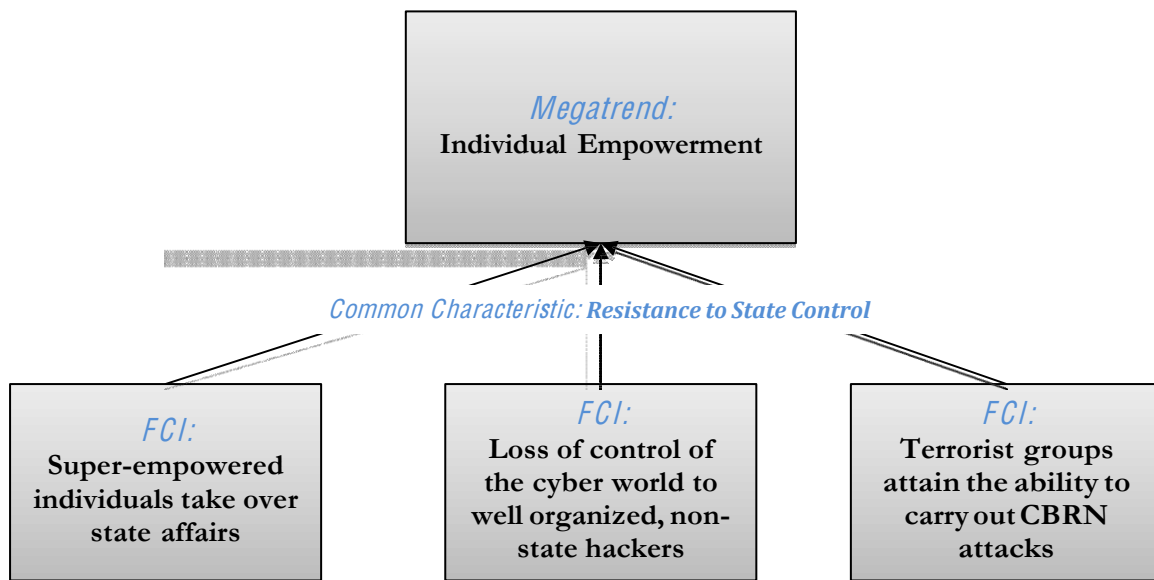 Megatrend:
Individual Empowerment
Common Characteristic: Resistance to State Control
FCI:
Super-empowered
individuals take over
state affairs
FCI:
Loss of control of
the cyber world to
well organized, non-
state hackers
FCI:
Terrorist groups
attain the ability to
carry out CBRN
attacks